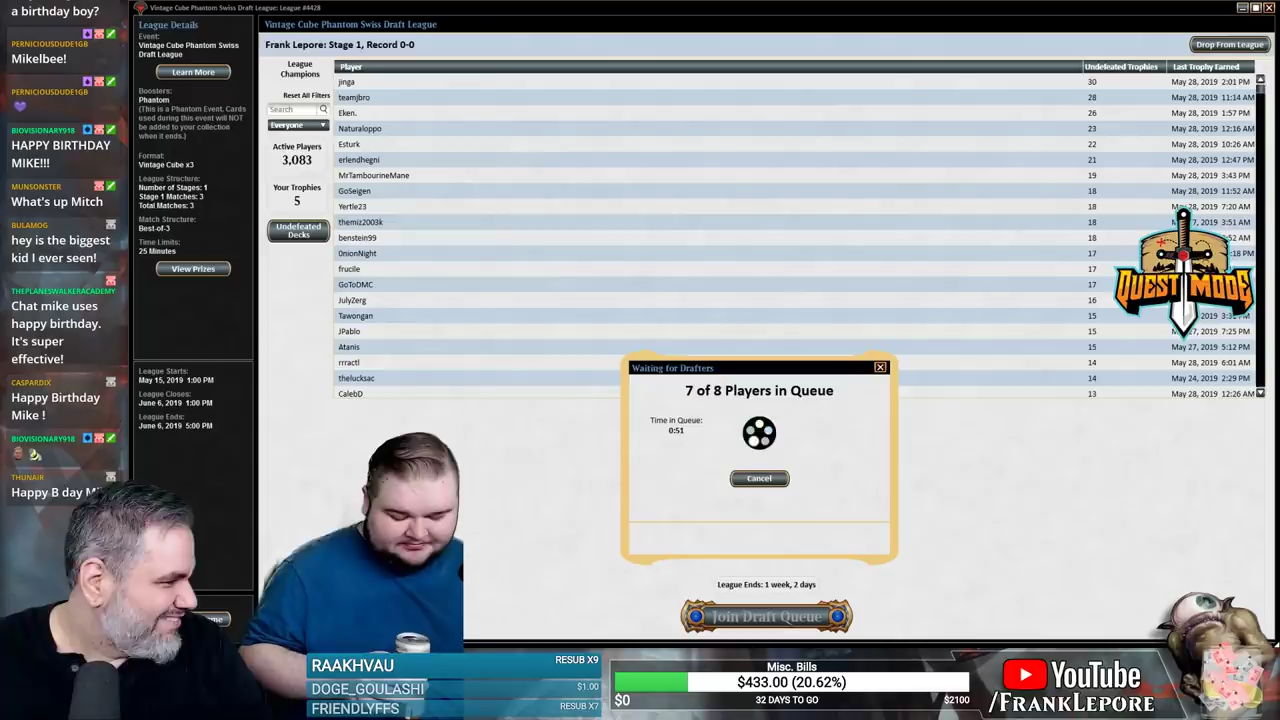 a birthday boy?
PERNICIOUSDUDE1GB
Mikelbee!
PERNICIOUSDUDE1GB
BIOVISIONARY918
HAPPY BIRTHDAY
MIKE!!!
MUNSONSTER
What's up Mitch
BULAMOG
hey is the biggest
kid I ever seen!
THEPLANESWALKERACADEMY
Chat mike uses
happy birthday.
It's super
effective!
CASPARDIX
Happy Birthday
Mike !
BIOVISIONARY918
THUNAIR
Happy B day
Vintage Cube Phantom Swiss Draft League: League #4428
League Details
Event:
Vintage Cube Phantom Swiss
Draft League
Learn More
Boosters:
Phantom
(This is a Phantom Event. Cards
used during this event will NOT
be added to your collection
when it ends.)
Format:
Vintage Cube x3
League Structure:
Number of Stages: 1
Stage 1 Matches: 3
Total Matches: 3
Match Structure:
Best-of-3
Time Limits:
25 Minutes
View Prizes
League Starts:
May 15, 2019 1:00 PM
League Closes:
June 6, 2019 1:00 PM
League Ends:
June 6, 2019 5:00 PM
Vintage Cube Phantom Swiss Draft League
Frank Lepore: Stage 1, Record 0-0
Drop From League
League
Champions
Reset All Filters
Search
Everyone
Active Players
3,083
Your Trophies
5
Undefeated
Decks
Player Undefeated Trophies Last Trophy Earned
jinga 30 May 28, 2019 2:01 PM
teamjbro 28 May 28, 2019 11:14 AM
Eken. 26 May 28, 2019 1:57 PM
Naturaloppo 23 May 28, 2019 12:16 AM
Esturk 22 May 28, 2019 10:26 AM
erlendhegni 21 May 28, 2019 12:47 PM
MrTambourineMane 19 May 28, 2019 3:43 PM
GoSeigen 18 May 28, 2019 11:52 AM
Yertle23 18 May 28, 2019 7:20 AM
themiz2003k 18 2019 3:51 AM
benstein99 18 AM
0nionNight 17 PM
frucile 17
GoToDMC 17
JulyZerg 16
Tawongan 15 2019
JPablo 15 2019 7:25 PM
Atanis 15 May 27, 2019 5:12 PM
rrractl 14 May 28, 2019 6:01 AM
thelucksac 14 May 24, 2019 2:29 PM
CalebD 13 May 28, 2019 12:26 AM
QUEST MODE
Waiting for Drafters
7 of 8 Players in Queue
Time in Queue:
0:51
Cancel
League Ends: 1 week, 2 days
Join Draft Queue
RAAKHVAU RESUB X9
DOGE_GOULASHI $1.00
FRIENDLYFFS RESUB X7
Misc. Bills
$433.00 (20.62%)
$0 32 DAYS TO GO $2100
YouTube
/FRANKLEPORE